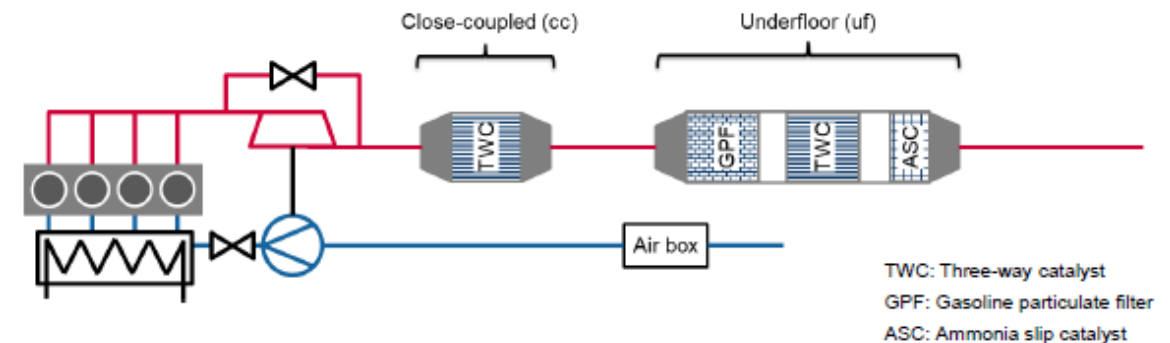 Close-coupled (cc)
Underfloor (uf)
TWC
GPF
TWC
ASC
Air box
TWC: Three-way catalyst
GPF: Gasoline particulate filter
ASC: Ammonia slip catalyst